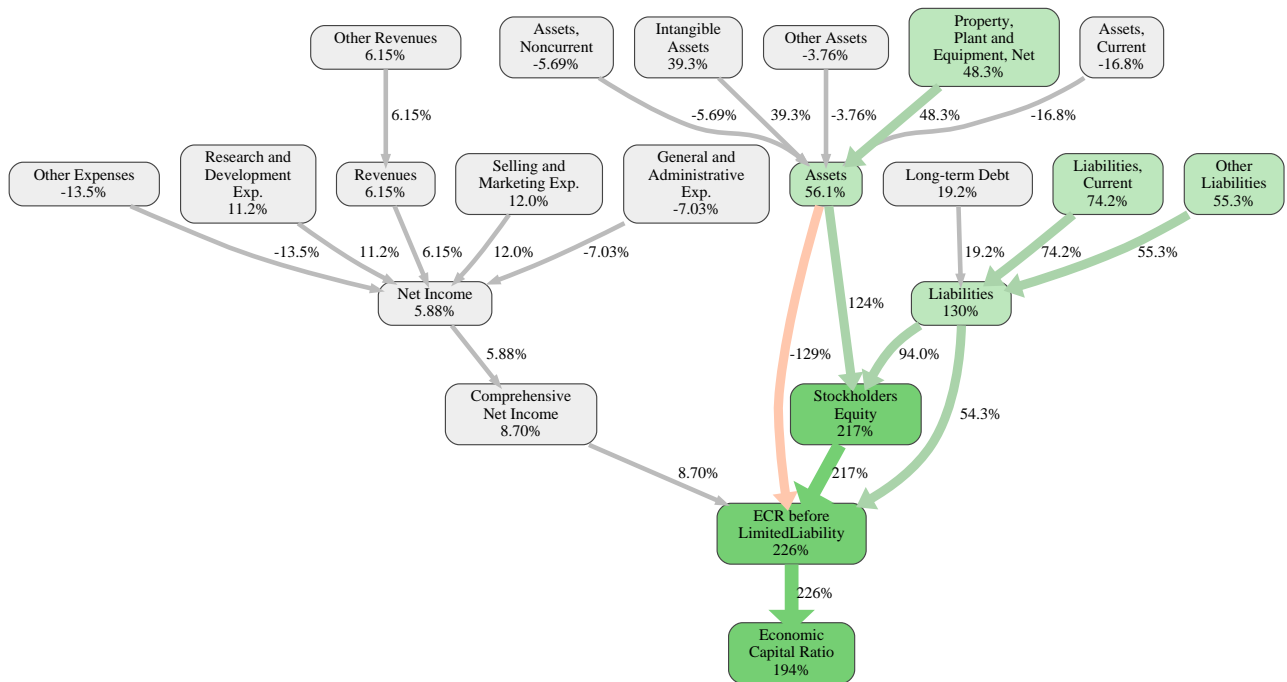 Other Revenues
6.15%
Assets,
Noncurrent
-5.69%
Intangible
Assets
39.3%
Other Assets
-3.76%
Property,
Plant and
Equipment, Net
48.3%
Assets,
Current
-16.8%
6.15%
-5.69%
39.3%
-3.76%
48.3%
-16.8%
Other Expenses
-13.5%
Research and
Development
Exp.
11.2%
Revenues
6.15%
Selling and
Marketing Exp.
12.0%
General and
Administrative
Exp.
-7.03%
Assets
56.1%
Long-term Debt
19.2%
Liabilities,
Current
74.2%
Other
Liabilities
55.3%
-13.5%
11.2%
6.15%
12.0%
-7.03%
19.2%
74.2%
55.3%
Net Income
5.88%
124%
Liabilities
130%
5.88%
-129%
94.0%
Comprehensive
Net Income
8.70%
Stockholders
Equity
217%
54.3%
8.70%
217%
ECR before
LimitedLiability
226%
226%
Economic
Capital Ratio
194%